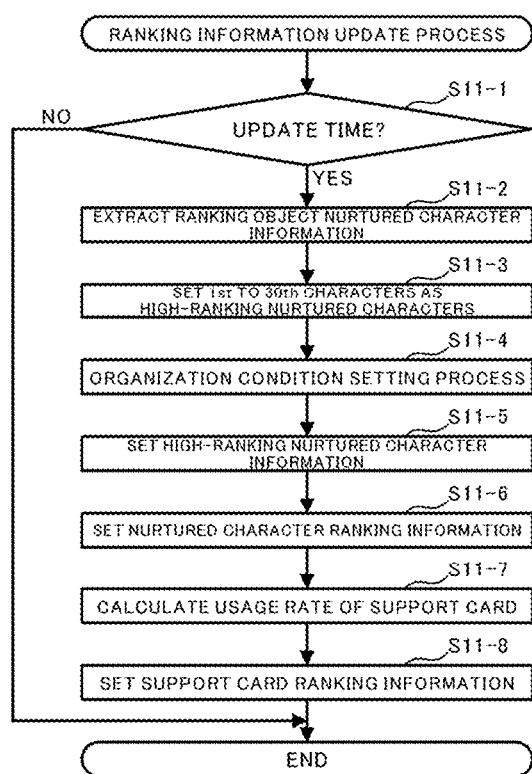 RANKING INFORMATION UPDATE PROCESS
S11-1
NO
UPDATE TIME?
YES
S11-2
EXTRACT RANKING OBJECT NURTURED CHARACTER
INFORMATION
S11-3
SET 1st TO 30th CHARACTERS AS
HIGH-RANKING NURTURED CHARACTERS
S11-4
ORGANIZATION CONDITION SETTING PROCESS
S11-5
SET HIGH-RANKING NURTURED CHARACTER
INFORMATION
S11-6
SET NURTURED CHARACTER RANKING INFORMATION
S11-7
CALCULATE USAGE RATE OF SUPPORT CARD
S11-8
SET SUPPORT CARD RANKING INFORMATION
END